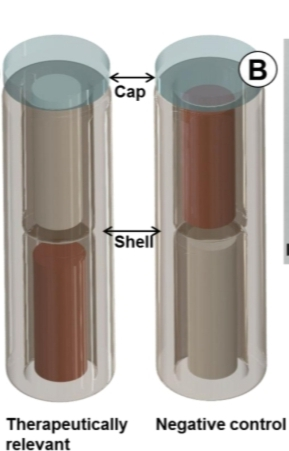 B
Cap
Shell
Therapeutically
relevant
Negative control